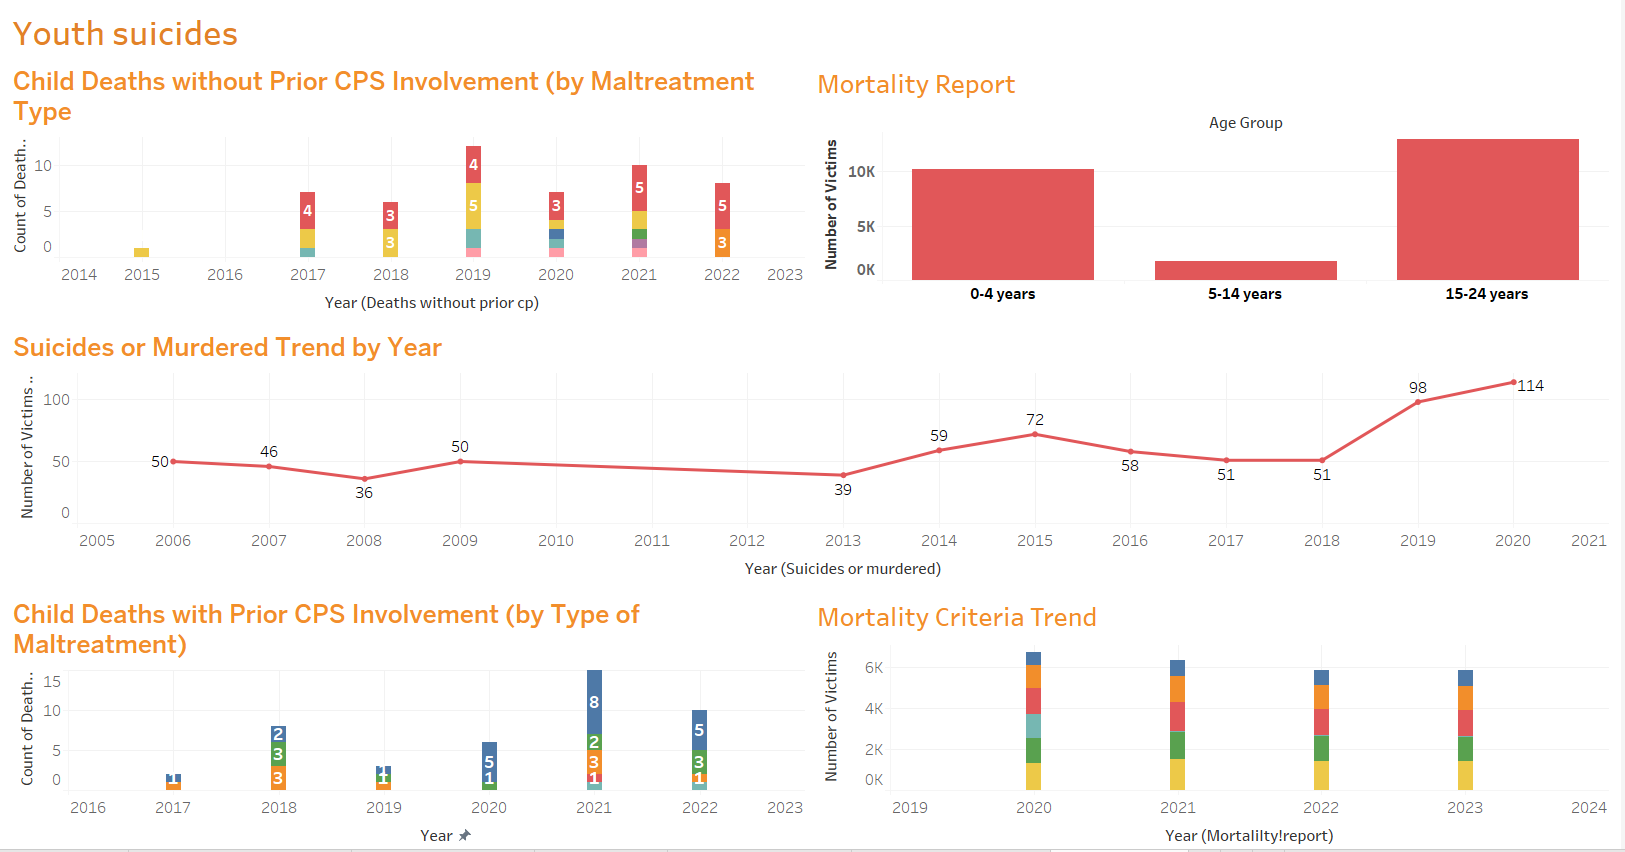 Youth suicides
Child Deaths without Prior CPS Involvement (by Maltreatment
Type
Count of Death..
10
5
0
4
3
3
4
5
3
5
5
3
2014 2015 2016 2017 2018 2019 2020 2021 2022 2023
Year (Deaths without prior cp)
Mortality Report
Age Group
Number of Victims
10K
5K
0K
0-4 years 5-14 years 15-24 years
Suicides or Murdered Trend by Year
Number of Victims ..
100
50
0
50 46 36 50 39 59 72 58 51 51 98 114
2005 2006 2007 2008 2009 2010 2011 2012 2013 2014 2015 2016 2017 2018 2019 2020 2021
Year (Suicides or murdered)
Child Deaths with Prior CPS Involvement (by Type of
Maltreatment)
Count of Death..
15
10
5
0
1
2
3
3
1
1
5
1
8
2
3
1
5
3
1
2016 2017 2018 2019 2020 2021 2022 2023
Year
Mortality Criteria Trend
Number of Victims
6K
4K
2K
0K
2019 2020 2021 2022 2023 2024
Year (Mortalilty!report)